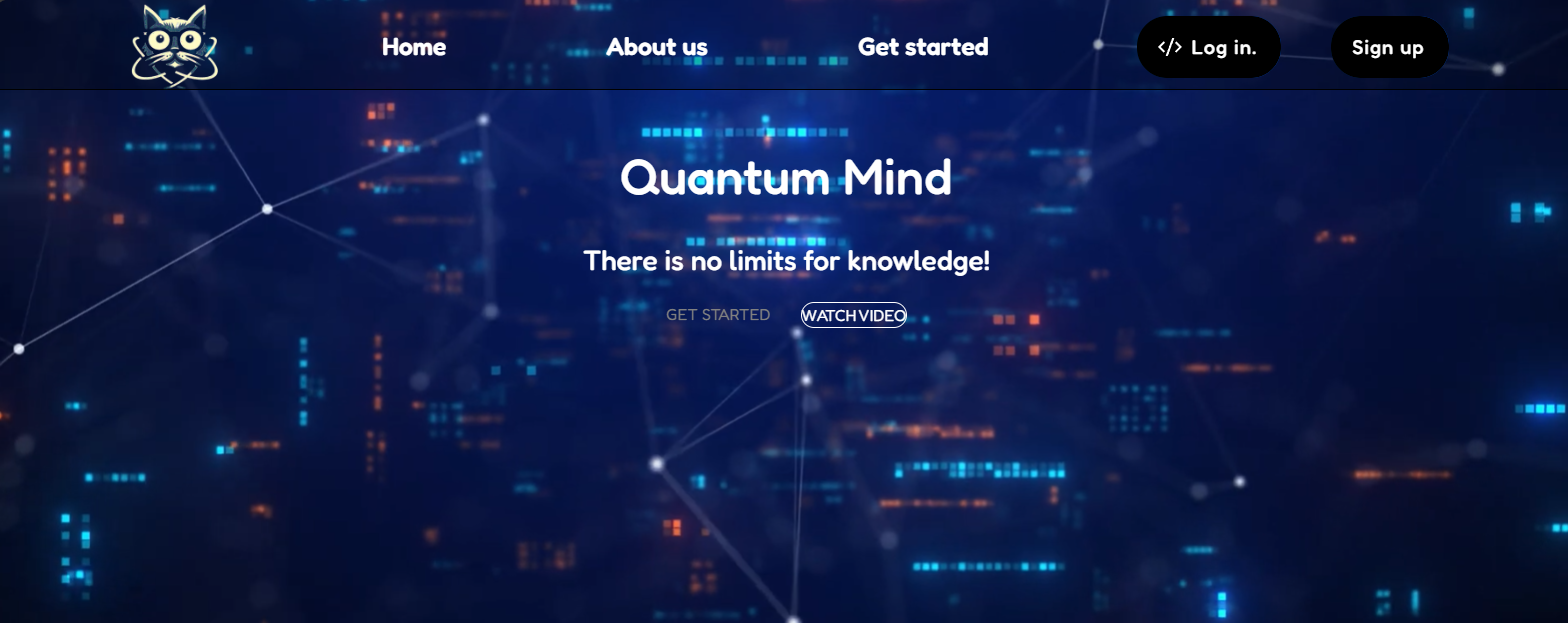 Home About us Get started </> Log in. Sign up
Quantum Mind
There is no limits for knowledge!
GET STARTED WATCH VIDEO